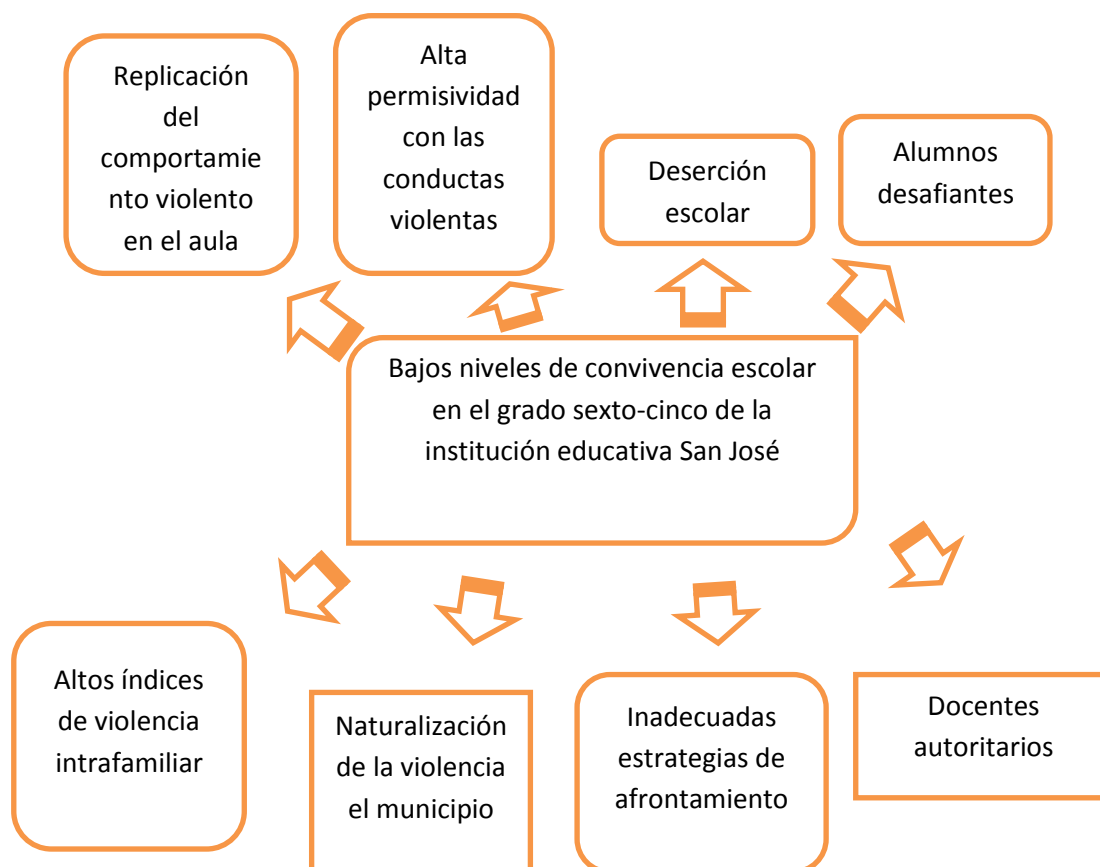 Replicación
del
comportamie
nto violento
en el aula
Alta
permisividad
con las
conductas
violentas
Deserción
escolar
Alumnos
desafiantes
Bajos niveles de convivencia escolar
en el grado sexto-cinco de la
institución educativa San José
Altos índices
de violencia
intrafamiliar
Naturalización
de la violencia
el municipio
Inadecuadas
estrategias de
afrontamiento
Docentes
autoritarios